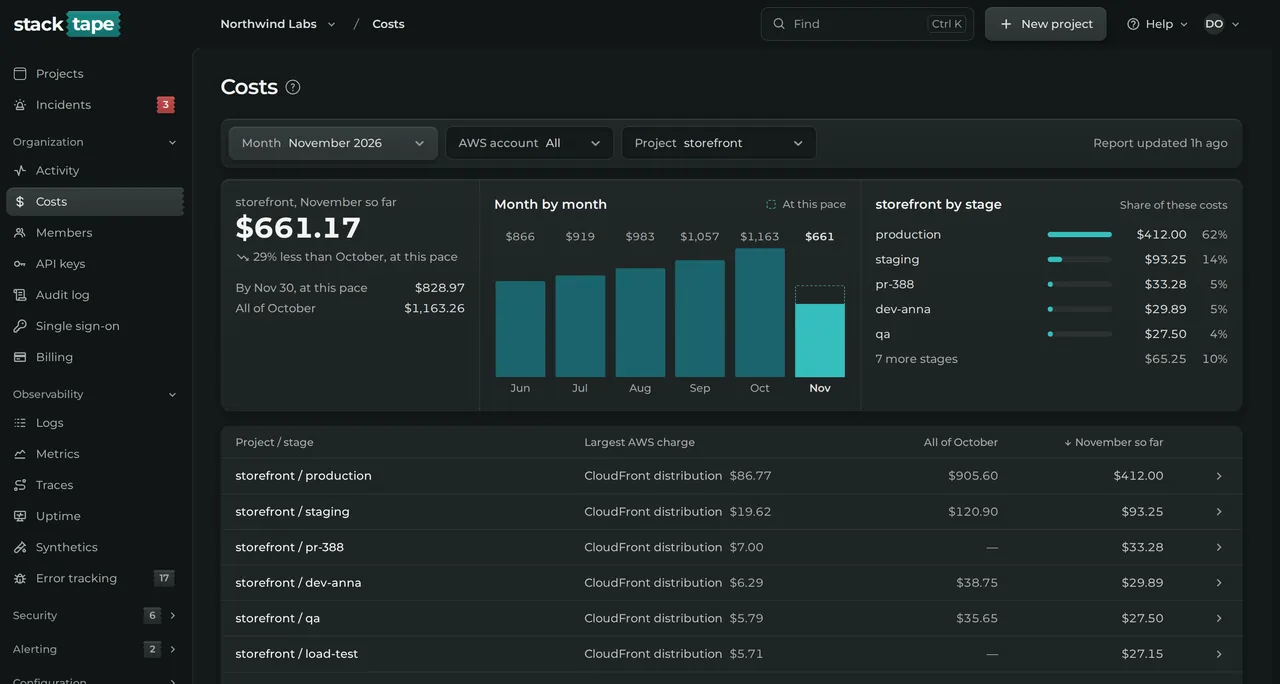 stack tape
Northwind Labs / Costs
Find Ctrl K
New project
Help
DO
Projects
Incidents 3
Organization
Activity
Costs
Members
API keys
Audit log
Single sign-on
Billing
Observability
Logs
Metrics
Traces
Uptime
Synthetics
Error tracking 17
Security 6
Alerting 2
Configuration
Costs ?
Month November 2026
AWS account All
Project storefront
Report updated 1h ago
storefront, November so far
$661.17
29% less than October, at this pace
By Nov 30, at this pace $828.97
All of October $1,163.26
Month by month
At this pace
$866 $919 $983 $1,057 $1,163 $661
Jun Jul Aug Sep Oct Nov
storefront by stage Share of these costs
production $412.00 62%
staging $93.25 14%
pr-388 $33.28 5%
dev-anna $29.89 5%
qa $27.50 4%
7 more stages $65.25 10%
Project / stage Largest AWS charge All of October ↓ November so far
storefront / production CloudFront distribution $86.77 $905.60 $412.00
storefront / staging CloudFront distribution $19.62 $120.90 $93.25
storefront / pr-388 CloudFront distribution $7.00 — $33.28
storefront / dev-anna CloudFront distribution $6.29 $38.75 $29.89
storefront / qa CloudFront distribution $5.79 $35.65 $27.50
storefront / load-test CloudFront distribution $5.71 — $27.15